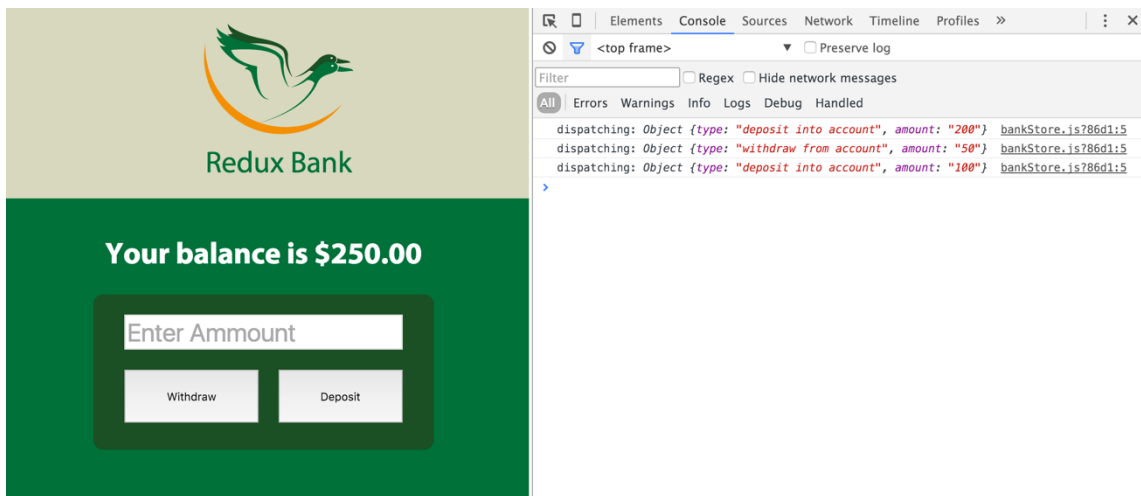 Redux Bank
Your balance is $250.00
Enter Ammount
Withdraw Deposit
Elements Console Sources Network Timeline Profiles »
<top frame> ▼ Preserve log
Filter Regex Hide network messages
All Errors Warnings Info Logs Debug Handled
dispatching: Object {type: "deposit into account", amount: "200"} bankStore.js?86d1:5
dispatching: Object {type: "withdraw from account", amount: "50"} bankStore.js?86d1:5
dispatching: Object {type: "deposit into account", amount: "100"} bankStore.js?86d1:5
>